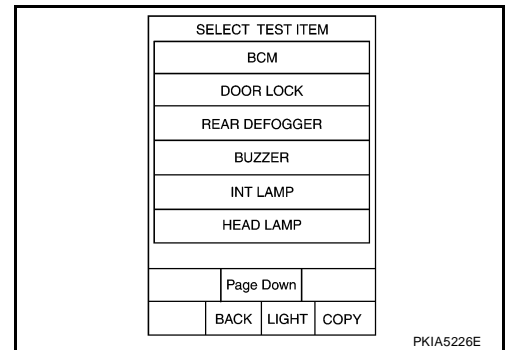 SELECT TEST ITEM
BCM
DOOR LOCK
REAR DEFOGGER
BUZZER
INT LAMP
HEAD LAMP
Page Down
BACK LIGHT COPY
PKIA5226E